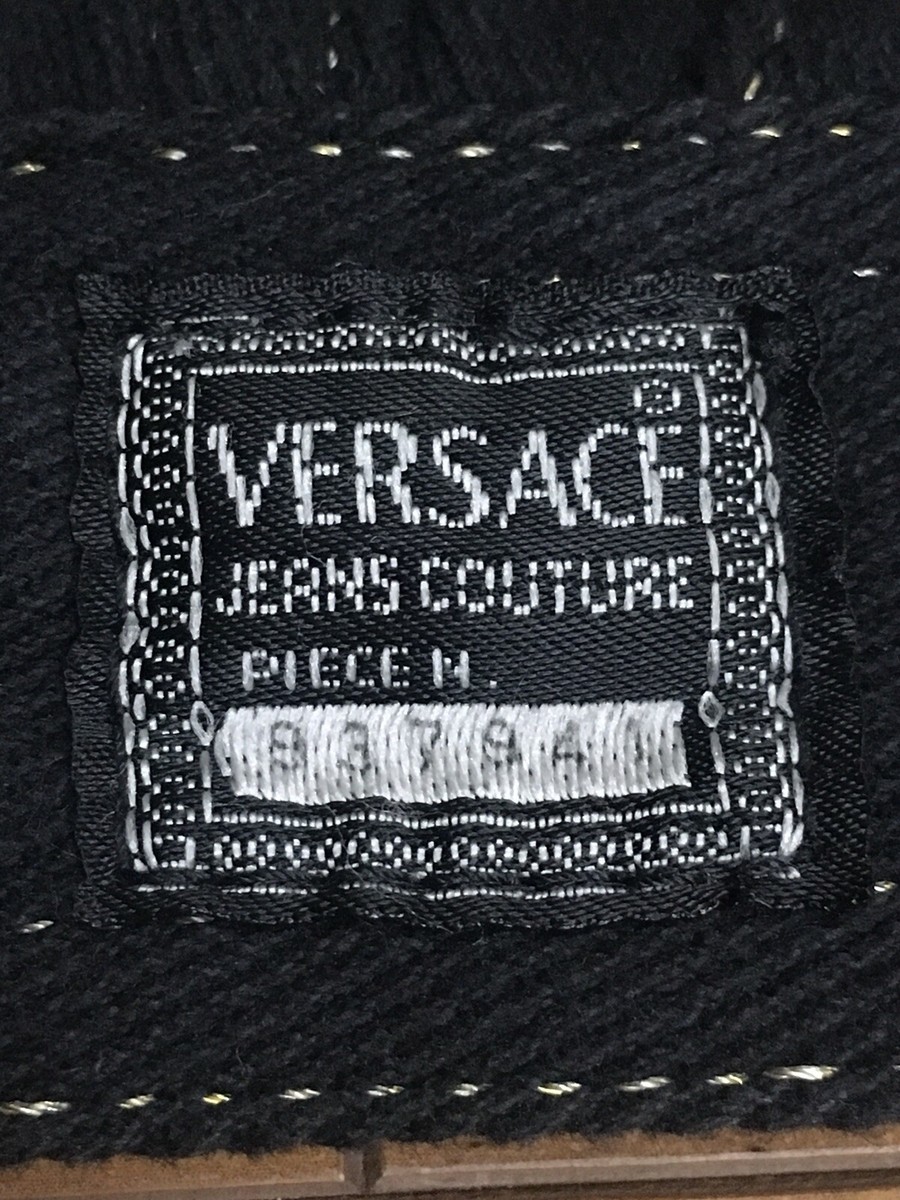 VERSACE®
JEANS COUTURE
PIECE N.